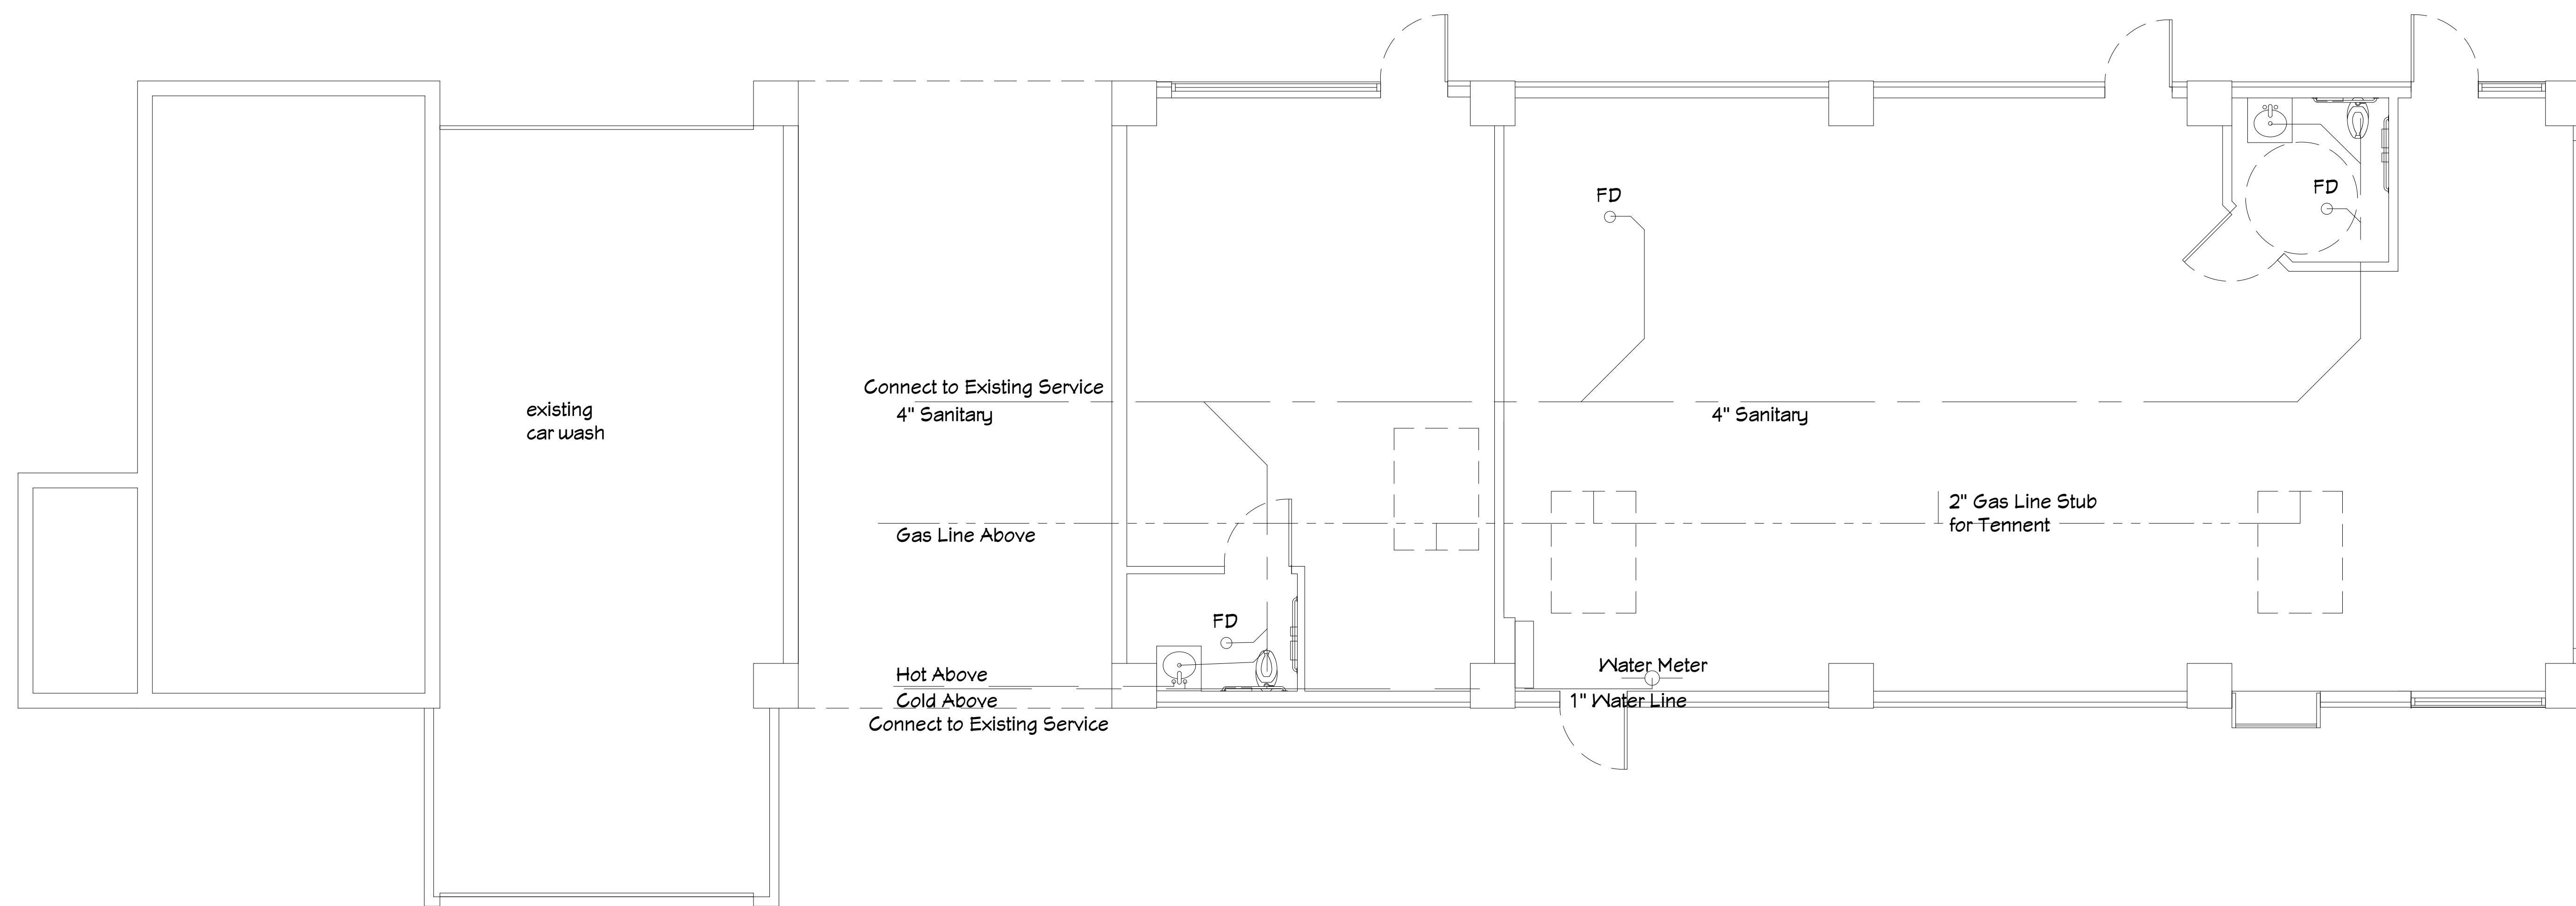 FD
FD
Connect to Existing Service
4" Sanitary
4" Sanitary
existing
car wash
2" Gas Line Stub
for Tennent
Gas Line Above
FD
Hot Above
Cold Above
Connect to Existing Service
Water Meter
1" Water Line